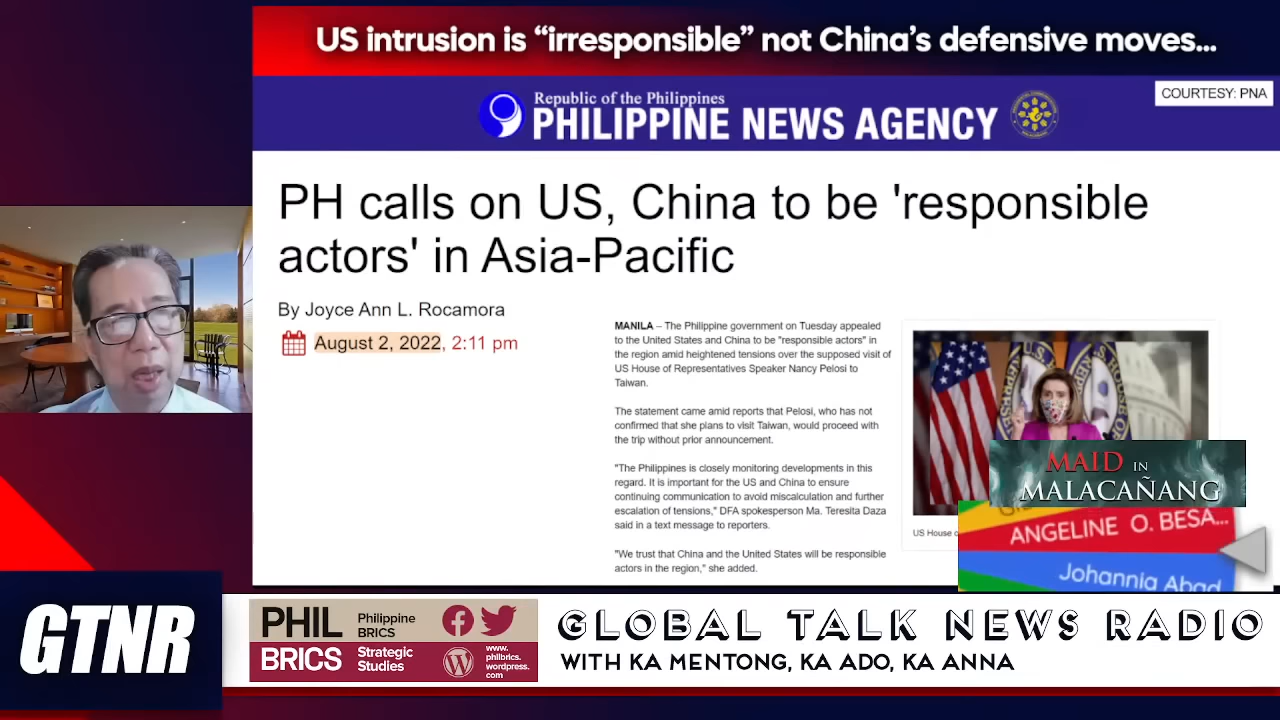 US intrusion is “irresponsible” not China’s defensive moves...
COURTESY: PNA
Republic of the Philippines
PHILIPPINE NEWS AGENCY
PH calls on US, China to be 'responsible
actors' in Asia-Pacific
By Joyce Ann L. Rocamora
August 2, 2022, 2:11 pm
MANILA – The Philippine government on Tuesday appealed
to the United States and China to be "responsible actors" in
the region amid heightened tensions over the supposed visit of
US House of Representatives Speaker Nancy Pelosi to
Taiwan.
The statement came amid reports that Pelosi, who has not
confirmed that she plans to visit Taiwan, would proceed with
the trip without prior announcement.
"The Philippines is closely monitoring developments in this
regard. It is important for the US and China to ensure
continuing communication to avoid miscalculation and further
escalation of tensions," DFA spokesperson Ma. Teresita Daza
said in a text message to reporters.
"We trust that China and the United States will be responsible
actors in the region," she added.
US House
MAID IN
MALACAÑANG
ANGELINE O. BESA...
Johannia Abad
GTNR
PHIL
BRICS
Philippine
BRICS
Strategic
Studies
www.
philbrics.
wordpress.
com
GLOBAL TALK NEWS RADIO
WITH KA MENTONG, KA ADO, KA ANNA